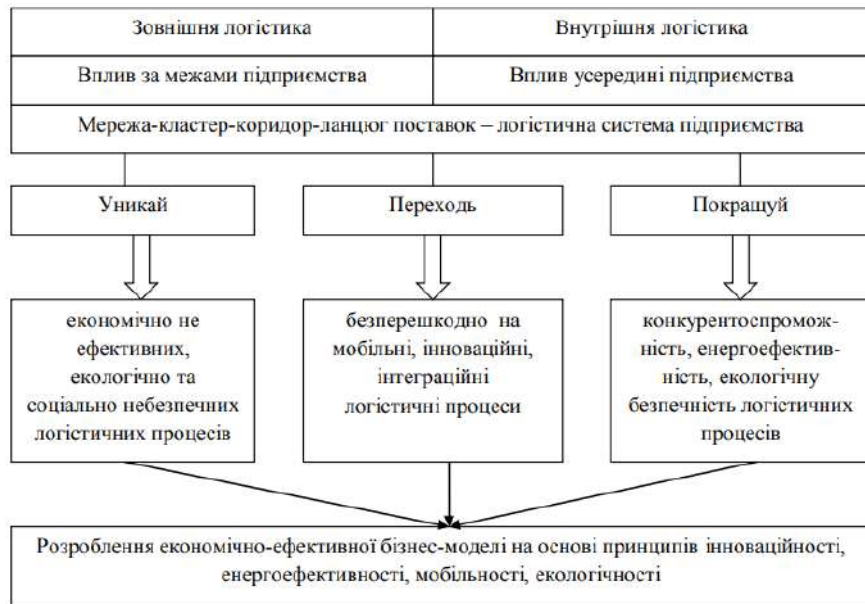 Зовнішня логістика
Внутрішня логістика
Вплив за межами підприємства
Вплив усередині підприємства
Мережа-кластер-коридор-ланцюг поставок – логістична система підприємства
Уникай
Переходь
Покращуй
економічно не
ефективних,
екологічно та
соціально небезпечних
логістичних процесів
безперешкодно на
мобільні, інноваційні,
інтеграційні
логістичні процеси
конкурентоспромож-
ність, енергоефектив-
ність, екологічну
безпечність логістичних
процесів
Розроблення економічно-ефективної бізнес-моделі на основі принципів інноваційності,
енергоефективності, мобільності, екологічності